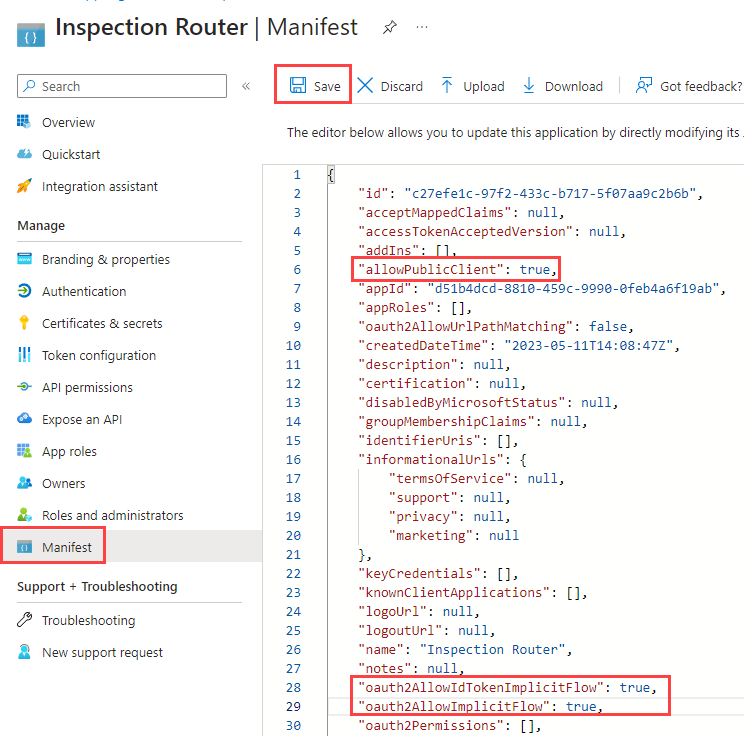 Inspection Router | Manifest
Search
Save
Discard
Upload
Download
Got feedback?
Overview
Quickstart
Integration assistant
Manage
Branding & properties
Authentication
Certificates & secrets
Token configuration
API permissions
Expose an API
App roles
Owners
Roles and administrators
Manifest
Support + Troubleshooting
Troubleshooting
New support request
The editor below allows you to update this application by directly modifying its
1 {
2 "id": "c27efe1c-97f2-433c-b717-5f07aa9c2b6b",
3 "acceptMappedClaims": null,
4 "accessTokenAcceptedVersion": null,
5 "addIns": [],
6 "allowPublicClient": true,
7 "appId": "d51b4dcd-8810-459c-9990-0feb4a6f19ab",
8 "appRoles": [],
9 "oauth2AllowUrlPathMatching": false,
10 "createdDateTime": "2023-05-11T14:08:47Z",
11 "description": null,
12 "certification": null,
13 "disabledByMicrosoftStatus": null,
14 "groupMembershipClaims": null,
15 "identifierUris": [],
16 "informationalUrls": {
17 "termsOfService": null,
18 "support": null,
19 "privacy": null,
20 "marketing": null
21 },
22 "keyCredentials": [],
23 "knownClientApplications": [],
24 "logoUrl": null,
25 "logoutUrl": null,
26 "name": "Inspection Router",
27 "notes": null,
28 "oauth2AllowIdTokenImplicitFlow": true,
29 "oauth2AllowImplicitFlow": true,
30 "oauth2Permissions": [],